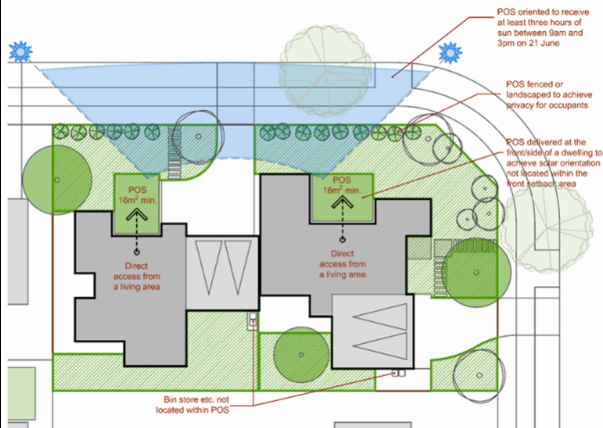 POS oriented to receive
at least three hours of
sun between 9am and
3pm on 21 June
POS fenced or
landscaped to achieve
privacy for occupants
POS delivered at the
front/side of a dwelling to
achieve solar orientation
not located within the
front setback area
POS
16m² min.
POS
16m² min.
Direct
access from
a living area
Direct
access from
a living area
Bin store etc. not
located within POS